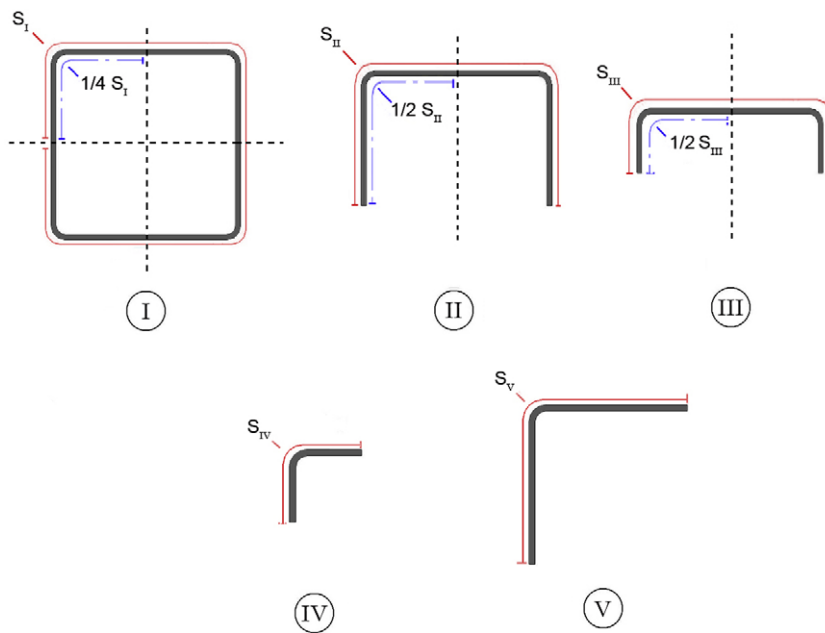 S_I
1/4 S_I
I
S_II
1/2 S_II
II
S_III
1/2 S_III
III
S_IV
IV
S_V
V